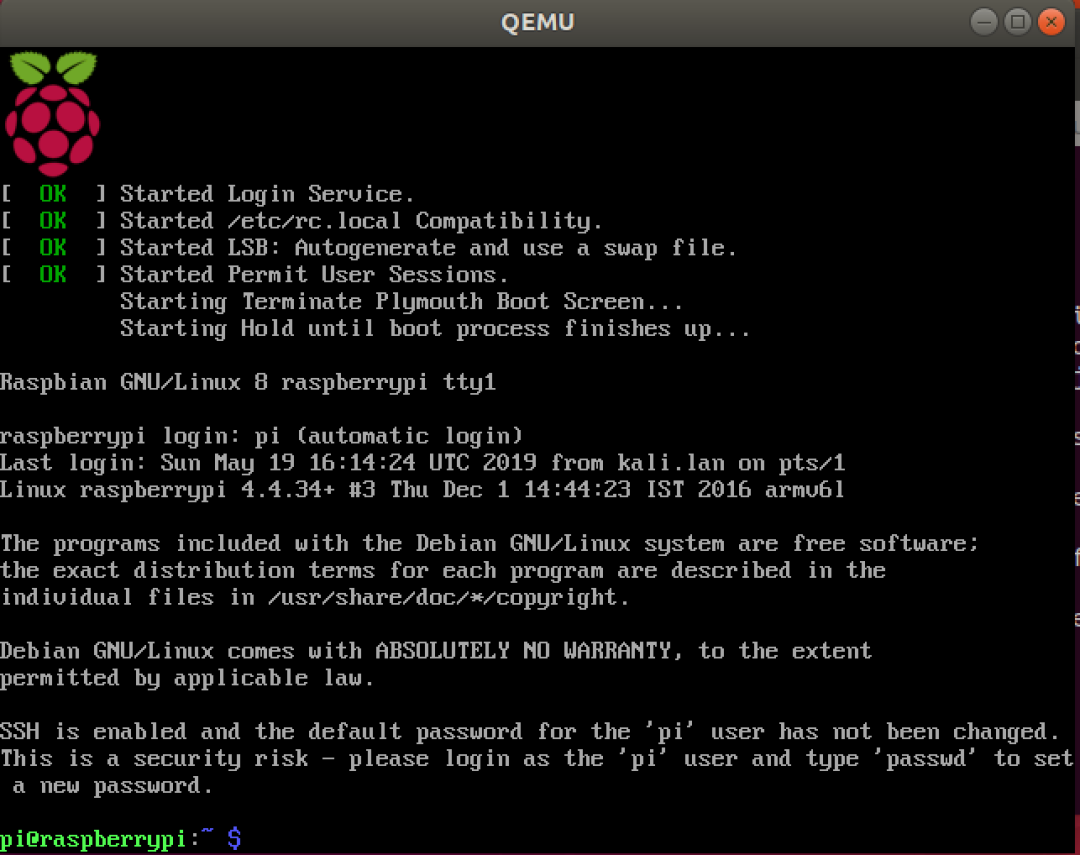 QEMU
[  OK  ] Started Login Service.
[  OK  ] Started /etc/rc.local Compatibility.
[  OK  ] Started LSB: Autogenerate and use a swap file.
[  OK  ] Started Permit User Sessions.
         Starting Terminate Plymouth Boot Screen...
         Starting Hold until boot process finishes up...
Raspbian GNU/Linux 8 raspberrypi tty1
raspberrypi login: pi (automatic login)
Last login: Sun May 19 16:14:24 UTC 2019 from kali.lan on pts/1
Linux raspberrypi 4.4.34+ #3 Thu Dec 1 14:44:23 IST 2016 armv6l
The programs included with the Debian GNU/Linux system are free software;
the exact distribution terms for each program are described in the
individual files in /usr/share/doc/*/copyright.
Debian GNU/Linux comes with ABSOLUTELY NO WARRANTY, to the extent
permitted by applicable law.
SSH is enabled and the default password for the 'pi' user has not been changed.
This is a security risk - please login as the 'pi' user and type 'passwd' to set
 a new password.
pi@raspberrypi:~ $